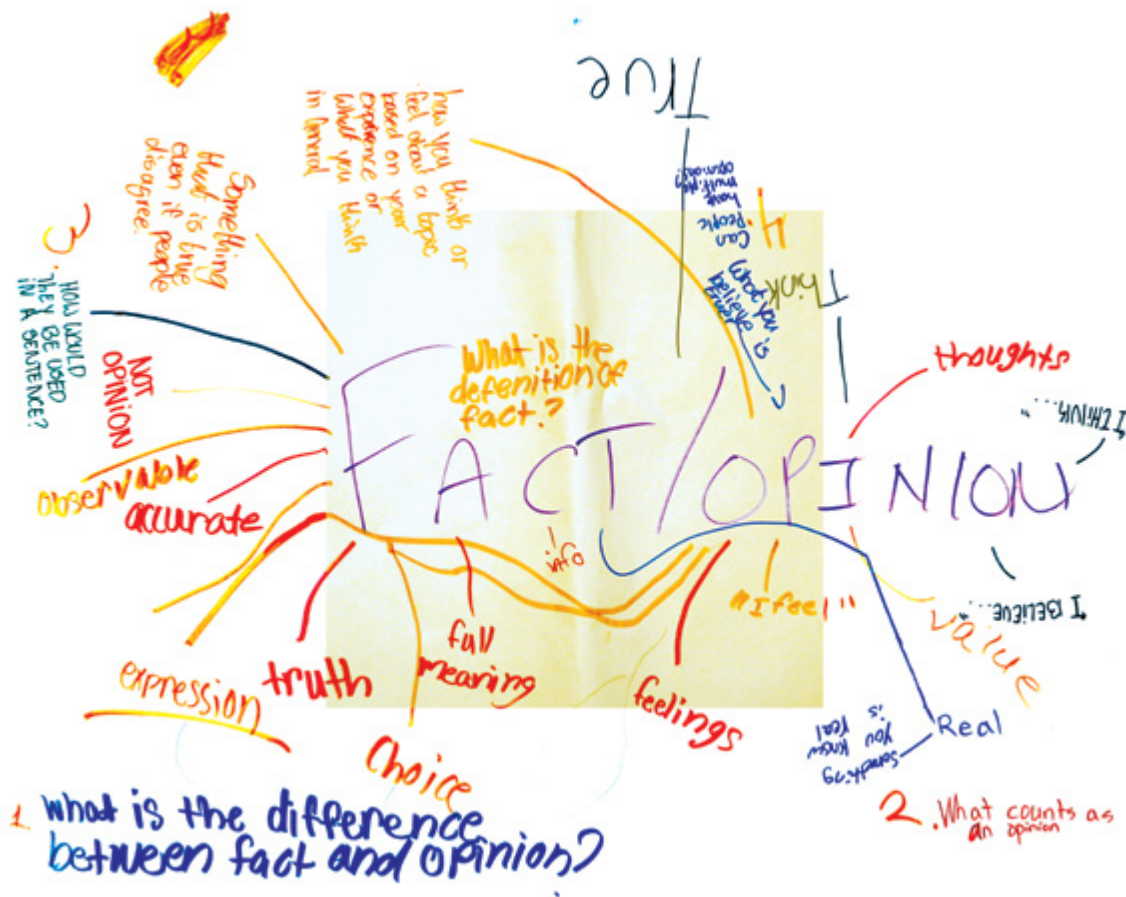 True
how you think or
feel about a topic
based on your
experience or
what you think
in General
Something
that is true
even if people
disagree.
4.
Can
People
have
multiple
opinions?
What you
believe is
Think
3.
HOW WOULD
THEY BE USED
IN A SENTENCE?
NOT
OPINION
What is the
defenition of
fact.?
thoughts
"I THINK..."
FACT/OPINION
observable
accurate
info
"I feel"
"I BELIEVE..."
value
full
meaning
truth
feelings
expression
Choice
Real
Something
you know
is real
1 what is the difference
between fact and opinion?
2. What counts as
an opinion